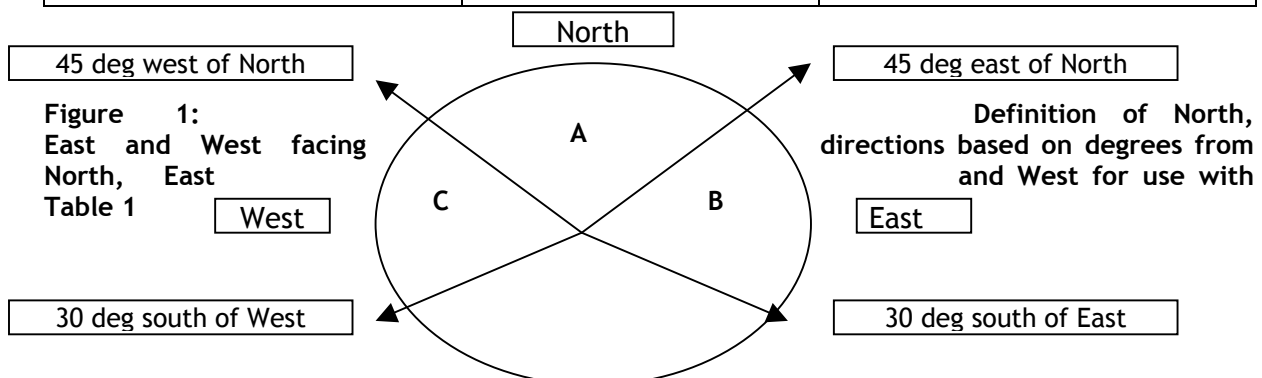 North
45 deg west of North
45 deg east of North
Figure 1: Definition of North,
East and West facing directions based on degrees from
North, East and West for use with
Table 1
A
C
B
West
East
30 deg south of West
30 deg south of East